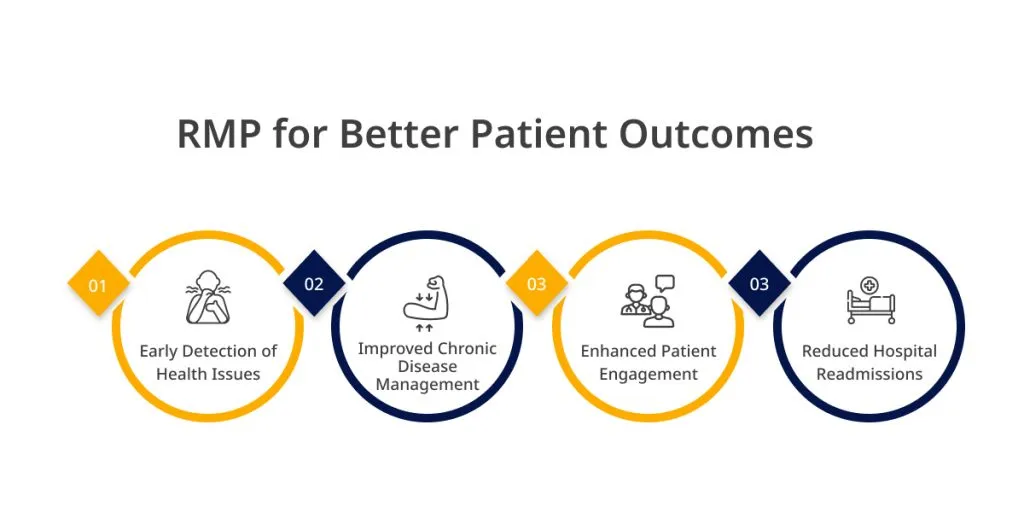 RMP for Better Patient Outcomes
01
Early Detection of
Health Issues
02
Improved Chronic
Disease
Management
03
Enhanced Patient
Engagement
03
Reduced Hospital
Readmissions